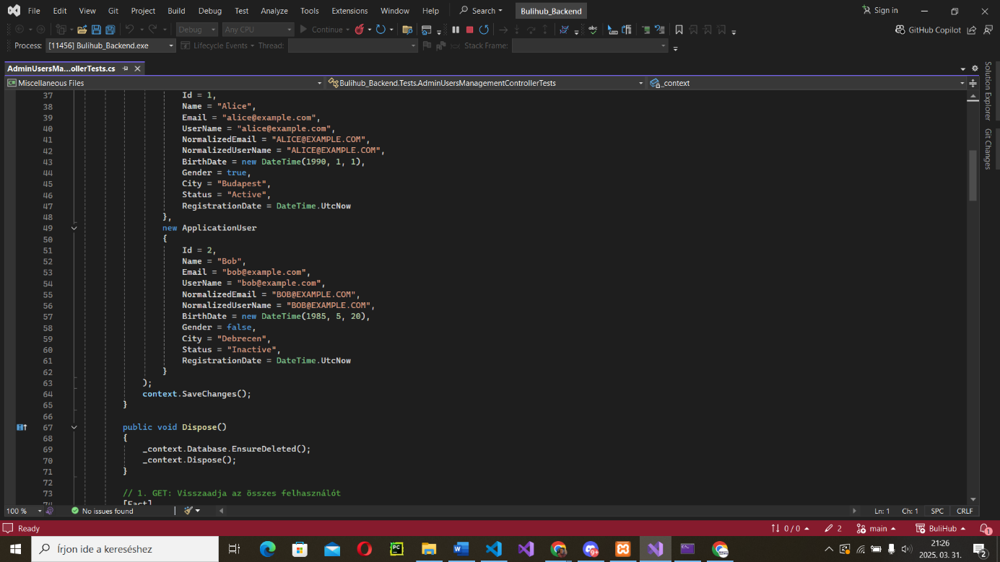 File Edit View Git Project Build Debug Test Analyze Tools Extensions Window Help Search Bulihub_Backend Sign in
Debug Any CPU Continue GitHub Copilot
Process: [11456] Bulihub_Backend.exe Lifecycle Events Thread: Stack Frame:
AdminUsersMa...ollerTests.cs
Miscellaneous Files Bulihub_Backend.Tests.AdminUsersManagementControllerTests _context
Solution Explorer
Git Changes
37 Id = 1,
38 Name = "Alice",
39 Email = "alice@example.com",
40 UserName = "alice@example.com",
41 NormalizedEmail = "ALICE@EXAMPLE.COM",
42 NormalizedUserName = "ALICE@EXAMPLE.COM",
43 BirthDate = new DateTime(1990, 1, 1),
44 Gender = true,
45 City = "Budapest",
46 Status = "Active",
47 RegistrationDate = DateTime.UtcNow
48 },
49 new ApplicationUser
50 {
51 Id = 2,
52 Name = "Bob",
53 Email = "bob@example.com",
54 UserName = "bob@example.com",
55 NormalizedEmail = "BOB@EXAMPLE.COM",
56 NormalizedUserName = "BOB@EXAMPLE.COM",
57 BirthDate = new DateTime(1985, 5, 20),
58 Gender = false,
59 City = "Debrecen",
60 Status = "Inactive",
61 RegistrationDate = DateTime.UtcNow
62 }
63 );
64 context.SaveChanges();
65 }
66
67 public void Dispose()
68 {
69 _context.Database.EnsureDeleted();
70 _context.Dispose();
71 }
72
73 // 1. GET: Visszaadja az összes felhasználót
74 [Fact]
100 % No issues found Ln: 1 Ch: 1 SPC CRLF
Ready 0 / 0 2 main BuliHub 1
Írjon ide a kereséshez
21:26
2025. 03. 31.
2